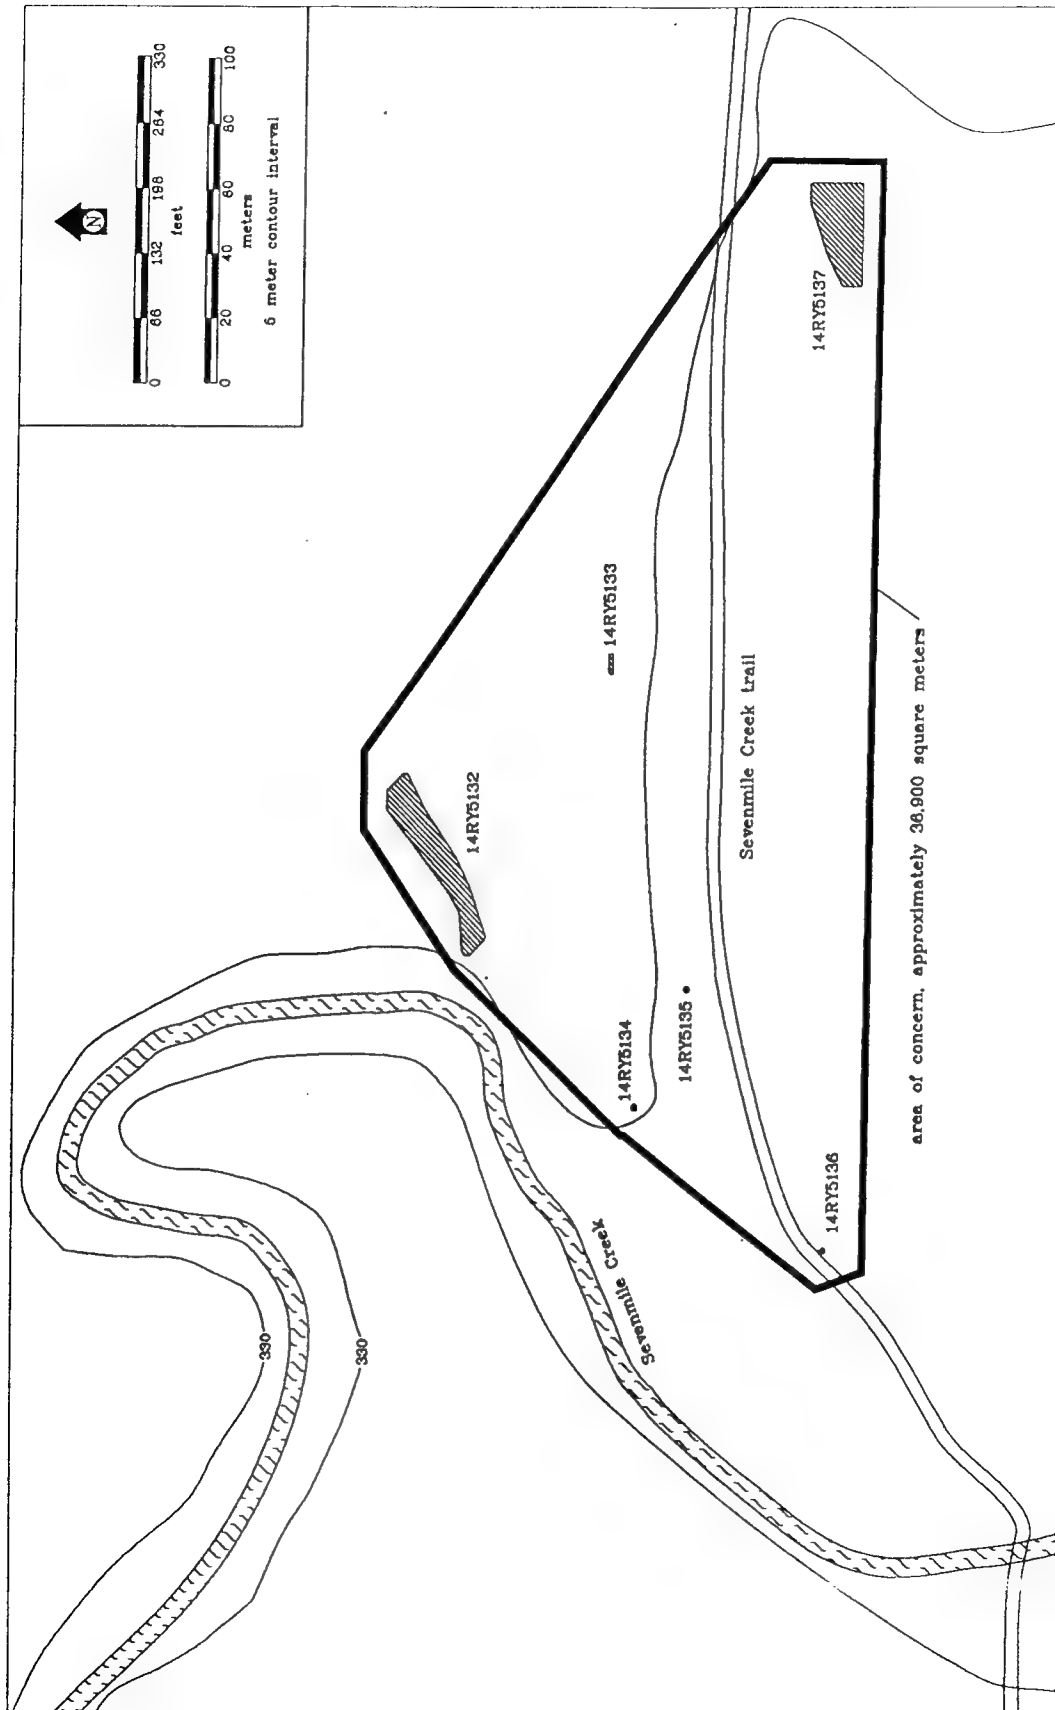 N
0 66 132 198 264 330
feet
0 20 40 60 80 100
meters
6 meter contour interval
330
330
Sevenmile Creek
14RY5132
14RY5133
14RY5134
14RY5135
14RY5136
14RY5137
Sevenmile Creek trail
area of concern, approximately 36,900 square meters